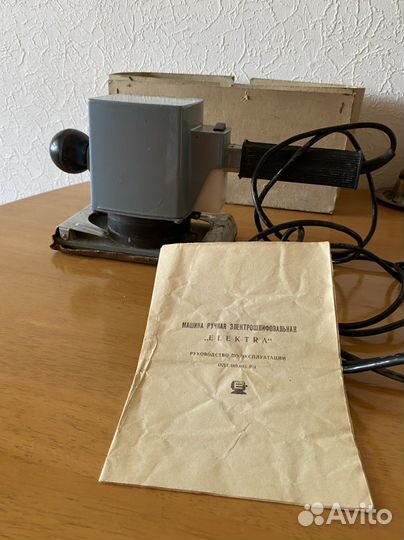 МАШИНА РУЧНАЯ ЭЛЕКТРОШЛИФОВАЛЬНАЯ
„ELEKTRA"
РУКОВОДСТВО ПО ЭКСПЛУАТАЦИИ
Avito